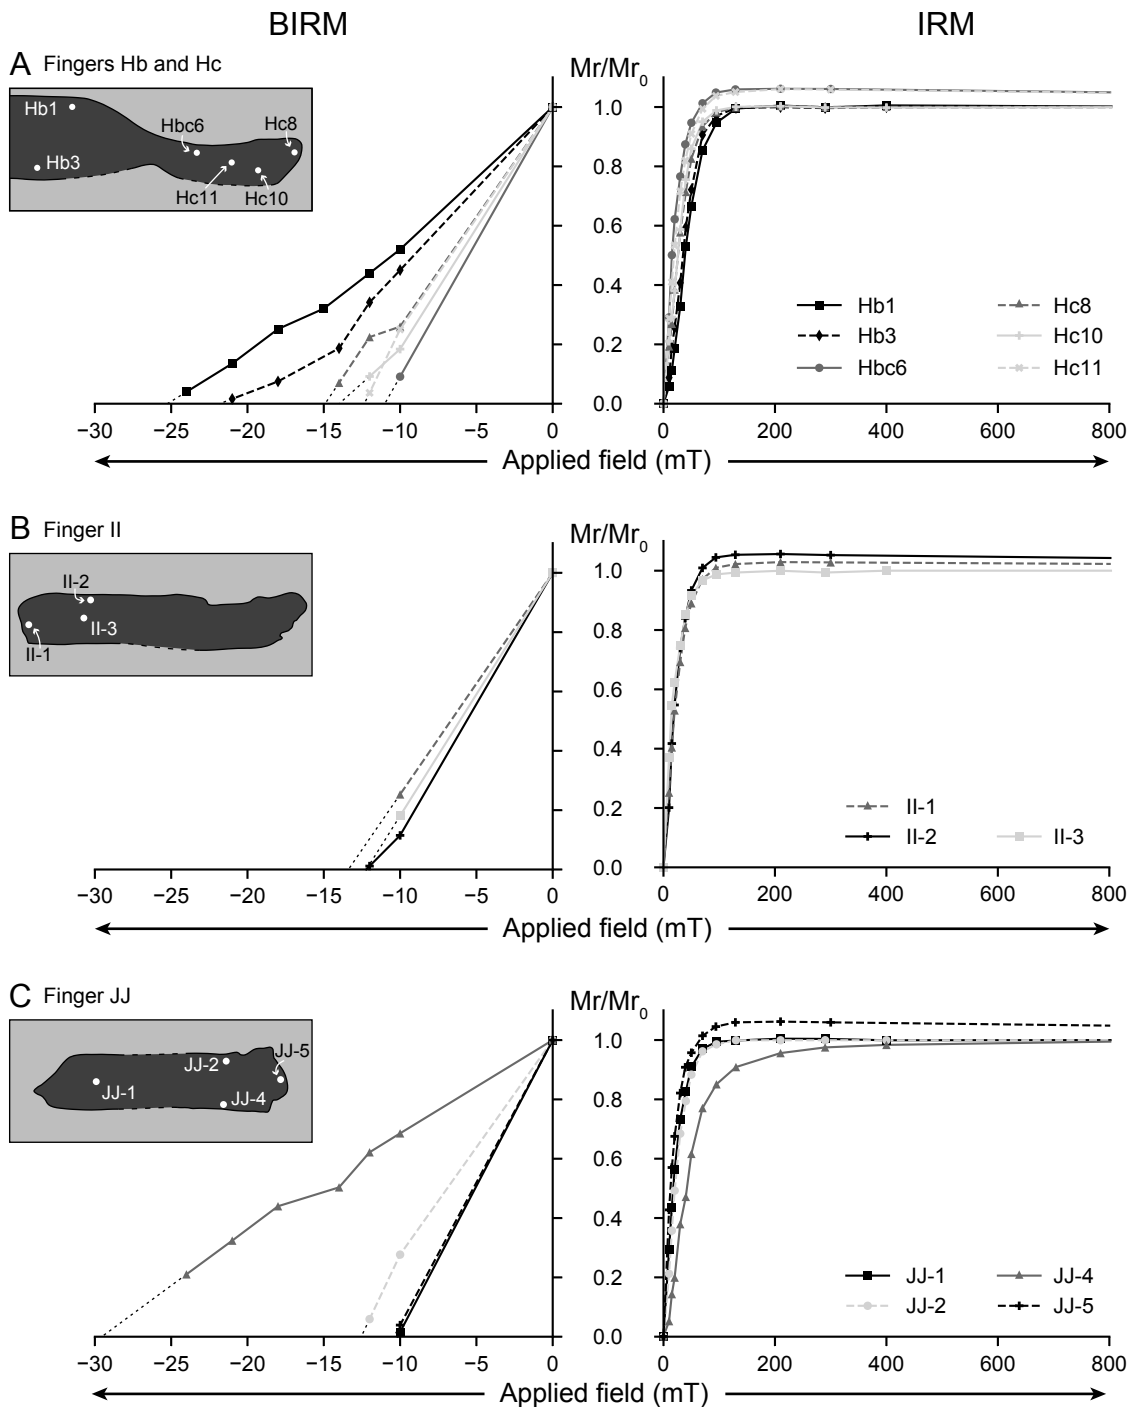 BIRM IRM
A Fingers Hb and Hc
Mr/Mr0
Hb1
Hb3
Hbc6
Hc8
Hc11
Hc10
1.0
0.8
0.6
0.4
0.2
0.0
Hb1 Hc8
Hb3 Hc10
Hbc6 Hc11
−30 −25 −20 −15 −10 −5 0 0 200 400 600 800
Applied field (mT)
B Finger II
Mr/Mr0
II-2
II-3
II-1
1.0
0.8
0.6
0.4
0.2
0.0
II-1
II-2 II-3
−30 −25 −20 −15 −10 −5 0 0 200 400 600 800
Applied field (mT)
C Finger JJ
Mr/Mr0
JJ-5
JJ-2
JJ-1
JJ-4
1.0
0.8
0.6
0.4
0.2
0.0
JJ-1 JJ-4
JJ-2 JJ-5
−30 −25 −20 −15 −10 −5 0 0 200 400 600 800
Applied field (mT)